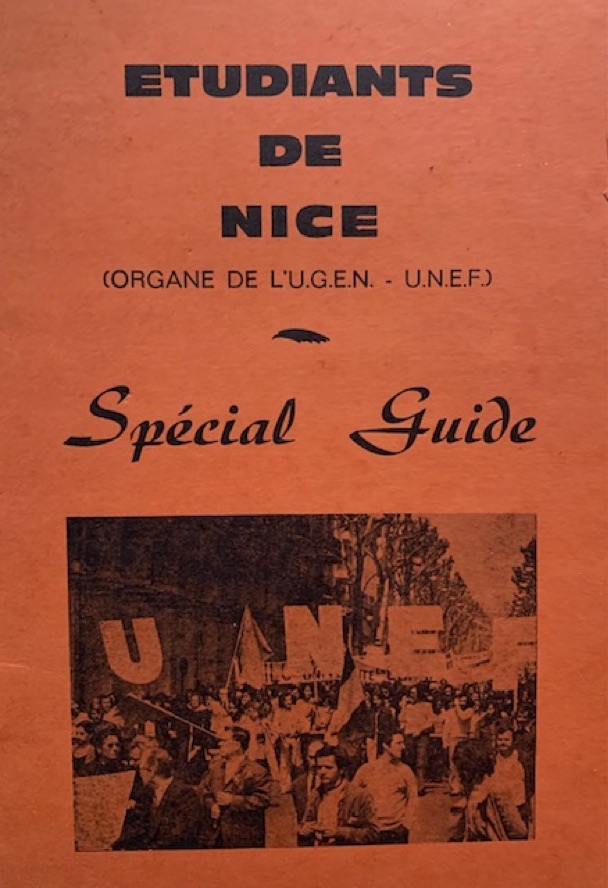 ETUDIANTS
DE
NICE
(ORGANE DE L'U.G.E.N. - U.N.E.F.)
Spécial Guide
U N E F